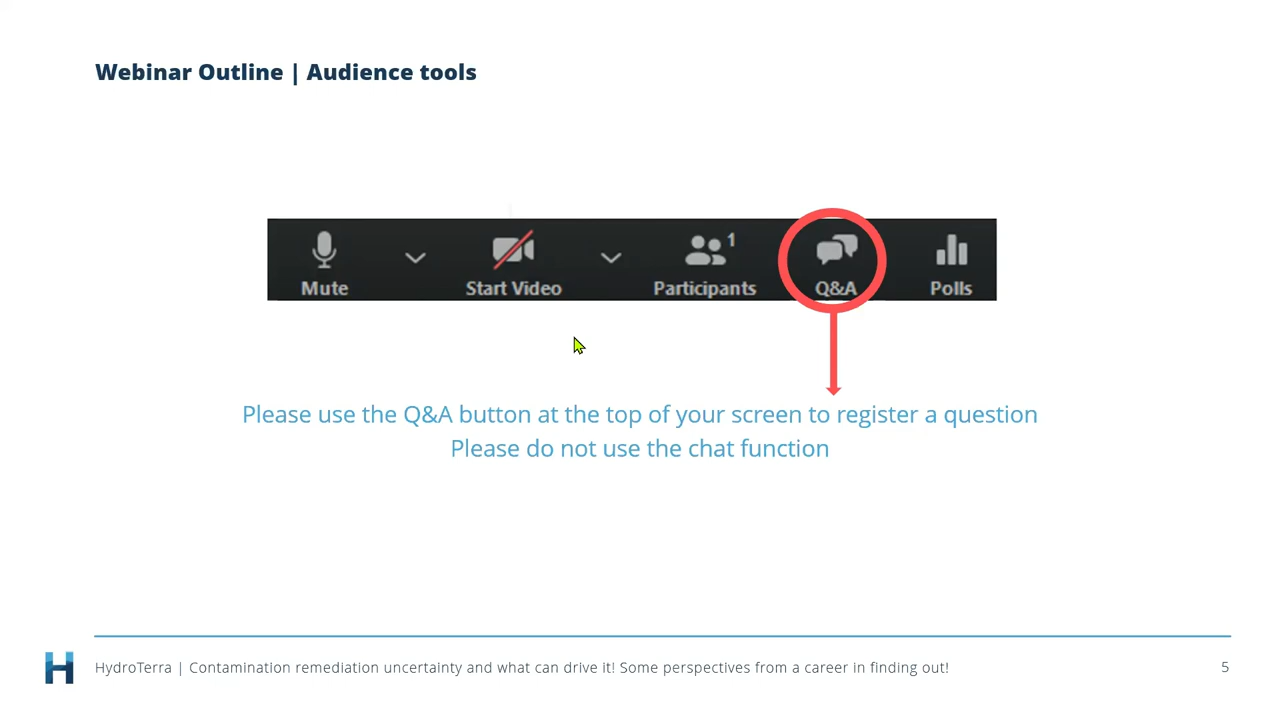 Webinar Outline | Audience tools
Mute
Start Video
Participants
1
Q&A
Polls
Please use the Q&A button at the top of your screen to register a question
Please do not use the chat function
HydroTerra | Contamination remediation uncertainty and what can drive it! Some perspectives from a career in finding out!
5